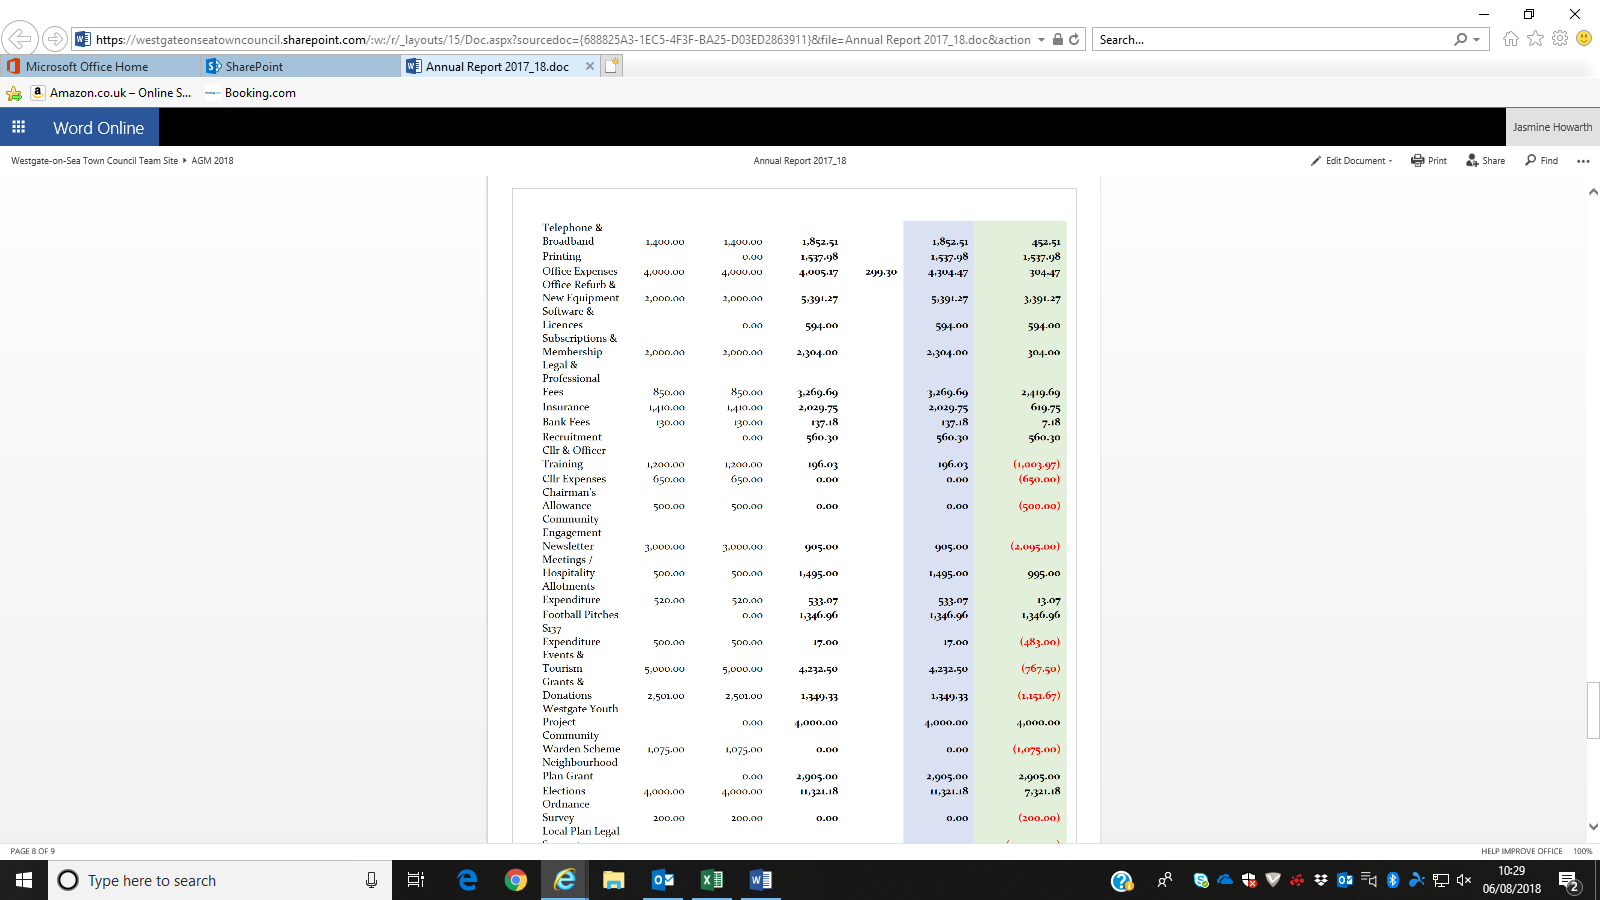 https://westgateonseatowncouncil.sharepoint.com/:w:/r/_layouts/15/Doc.aspx?sourcedoc={688825A3-1EC5-4F3F-BA25-D03ED2863911}&file=Annual Report 2017_18.doc&action
Search...
Microsoft Office Home
SharePoint
Annual Report 2017_18.doc
Amazon.co.uk – Online S...
Booking.com
Word Online
Jasmine Howarth
Westgate-on-Sea Town Council Team Site ▸ AGM 2018
Annual Report 2017_18
Edit Document
Print
Share
Find
Telephone &
Broadband 1,400.00 1,400.00 1,852.51 1,852.51 452.51
Printing 0.00 1,537.98 1,537.98 1,537.98
Office Expenses 4,000.00 4,000.00 4,005.17 299.30 4,304.47 304.47
Office Refurb &
New Equipment 2,000.00 2,000.00 5,391.27 5,391.27 3,391.27
Software &
Licences 0.00 594.00 594.00 594.00
Subscriptions &
Membership 2,000.00 2,000.00 2,304.00 2,304.00 304.00
Legal &
Professional
Fees 850.00 850.00 3,269.69 3,269.69 2,419.69
Insurance 1,410.00 1,410.00 2,029.75 2,029.75 619.75
Bank Fees 130.00 130.00 137.18 137.18 7.18
Recruitment 0.00 560.30 560.30 560.30
Cllr & Officer
Training 1,200.00 1,200.00 196.03 196.03 (1,003.97)
Cllr Expenses 650.00 650.00 0.00 0.00 (650.00)
Chairman's
Allowance 500.00 500.00 0.00 0.00 (500.00)
Community
Engagement
Newsletter 3,000.00 3,000.00 905.00 905.00 (2,095.00)
Meetings /
Hospitality 500.00 500.00 1,495.00 1,495.00 995.00
Allotments
Expenditure 520.00 520.00 533.07 533.07 13.07
Football Pitches 0.00 1,346.96 1,346.96 1,346.96
S137
Expenditure 500.00 500.00 17.00 17.00 (483.00)
Events &
Tourism 5,000.00 5,000.00 4,232.50 4,232.50 (767.50)
Grants &
Donations 2,501.00 2,501.00 1,349.33 1,349.33 (1,151.67)
Westgate Youth
Project 0.00 4,000.00 4,000.00 4,000.00
Community
Warden Scheme 1,075.00 1,075.00 0.00 0.00 (1,075.00)
Neighbourhood
Plan Grant 0.00 2,905.00 2,905.00 2,905.00
Elections 4,000.00 4,000.00 11,321.18 11,321.18 7,321.18
Ordnance
Survey 200.00 200.00 0.00 0.00 (200.00)
Local Plan Legal
PAGE 8 OF 9
HELP IMPROVE OFFICE 100%
Type here to search
10:29
06/08/2018
2